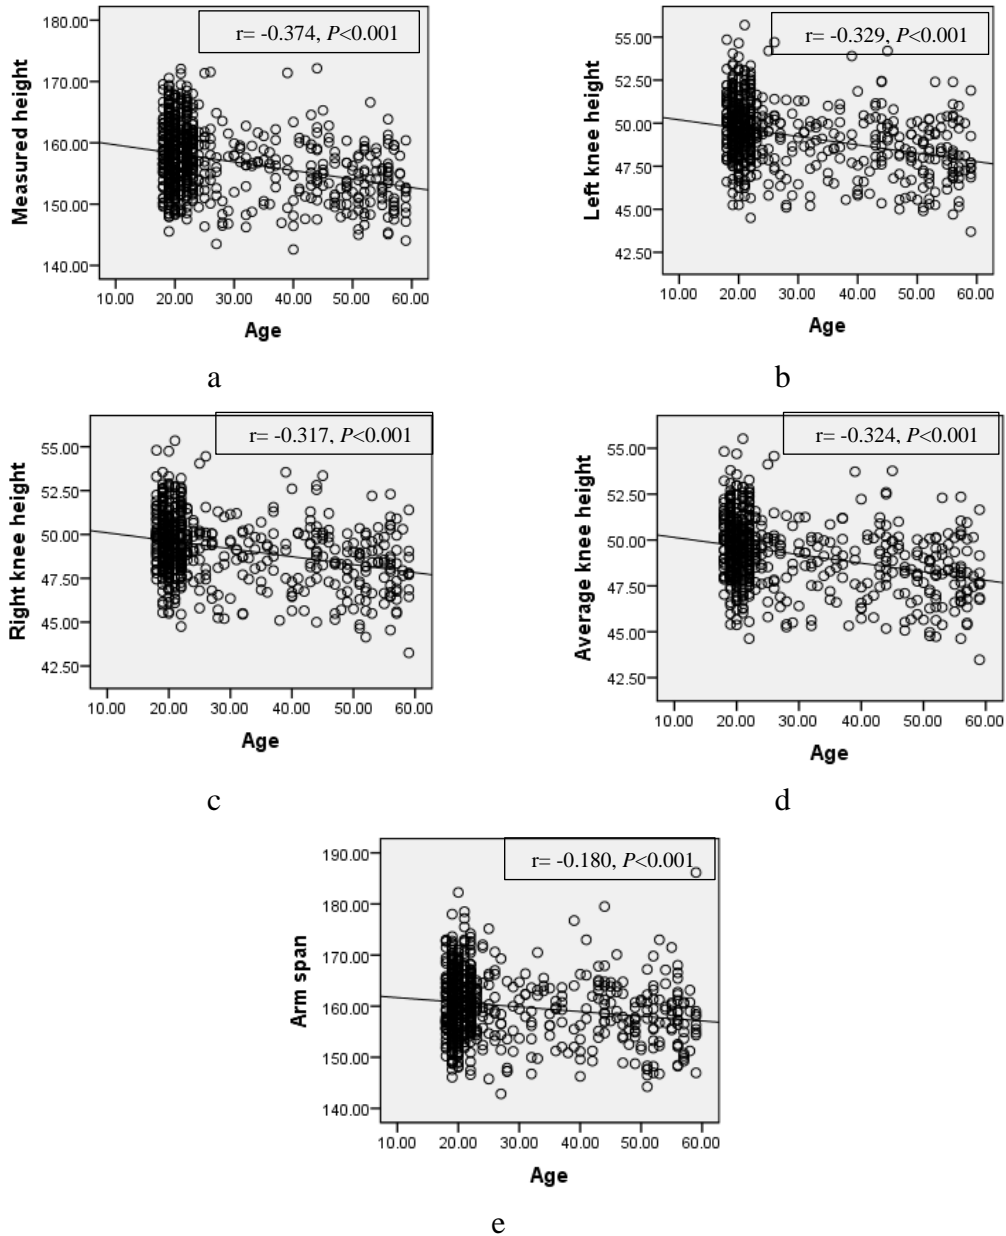 r= -0.374, P<0.001
180.00
170.00
160.00
150.00
140.00
Measured height
10.00 20.00 30.00 40.00 50.00 60.00
Age
a
r= -0.329, P<0.001
55.00
52.50
50.00
47.50
45.00
42.50
Left knee height
10.00 20.00 30.00 40.00 50.00 60.00
Age
b
r= -0.317, P<0.001
55.00
52.50
50.00
47.50
45.00
42.50
Right knee height
10.00 20.00 30.00 40.00 50.00 60.00
Age
c
r= -0.324, P<0.001
55.00
52.50
50.00
47.50
45.00
42.50
Average knee height
10.00 20.00 30.00 40.00 50.00 60.00
Age
d
r= -0.180, P<0.001
190.00
180.00
170.00
160.00
150.00
140.00
Arm span
10.00 20.00 30.00 40.00 50.00 60.00
Age
e